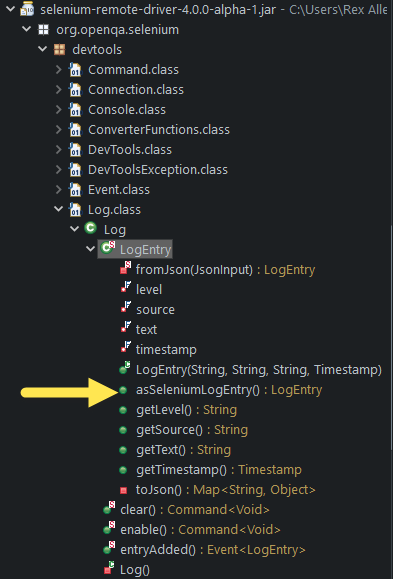 selenium-remote-driver-4.0.0-alpha-1.jar - C:\Users\Rex Alle
org.openqa.selenium
devtools
Command.class
Connection.class
Console.class
ConverterFunctions.class
DevTools.class
DevToolsException.class
Event.class
Log.class
Log
LogEntry
fromJson(JsonInput) : LogEntry
level
source
text
timestamp
LogEntry(String, String, String, Timestamp)
asSeleniumLogEntry() : LogEntry
getLevel() : String
getSource() : String
getText() : String
getTimestamp() : Timestamp
toJson() : Map<String, Object>
clear() : Command<Void>
enable() : Command<Void>
entryAdded() : Event<LogEntry>
Log()